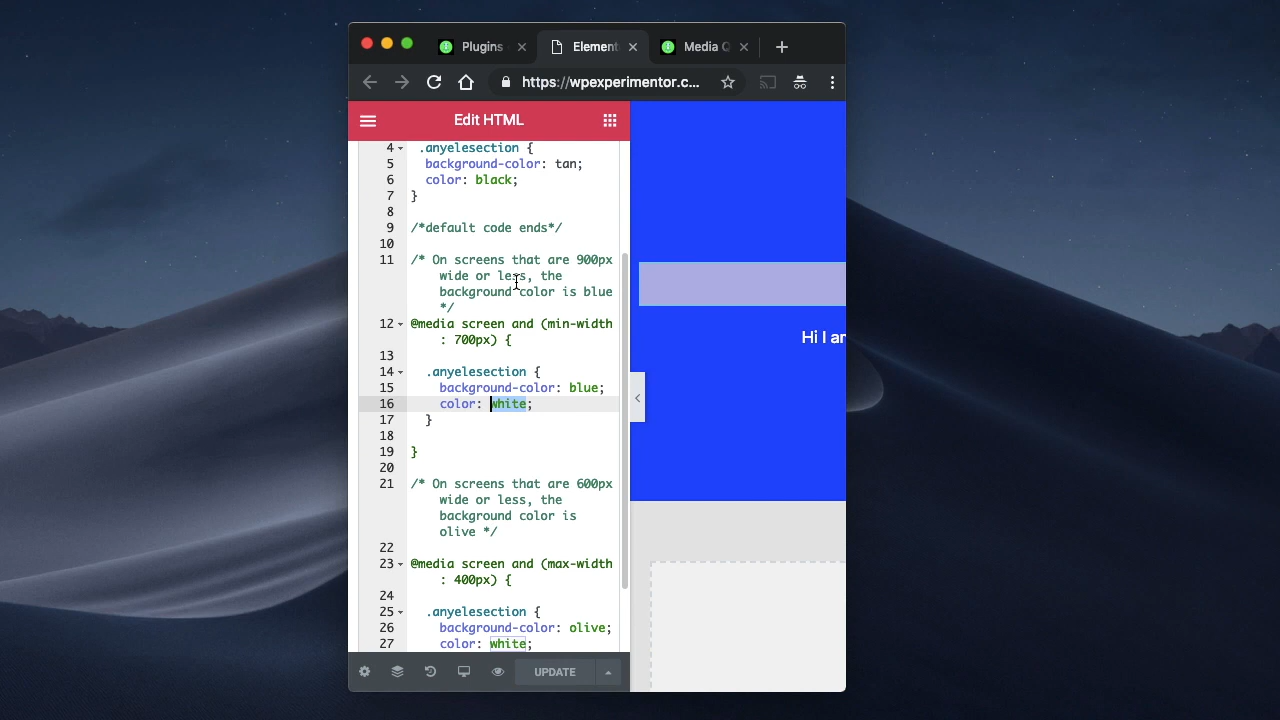 Plugins
Element
Media Q
https://wpexperimentor.c...
Edit HTML
4 .anyelesection {
5 background-color: tan;
6 color: black;
7 }
8
9 /*default code ends*/
10
11 /* On screens that are 900px
wide or less, the
background color is blue
*/
12 @media screen and (min-width
: 700px) {
13
14 .anyelesection {
15 background-color: blue;
16 color: white;
17 }
18
19 }
20
21 /* On screens that are 600px
wide or less, the
background color is
olive */
22
23 @media screen and (max-width
: 400px) {
24
25 .anyelesection {
26 background-color: olive;
27 color: white;
Hi I am
UPDATE